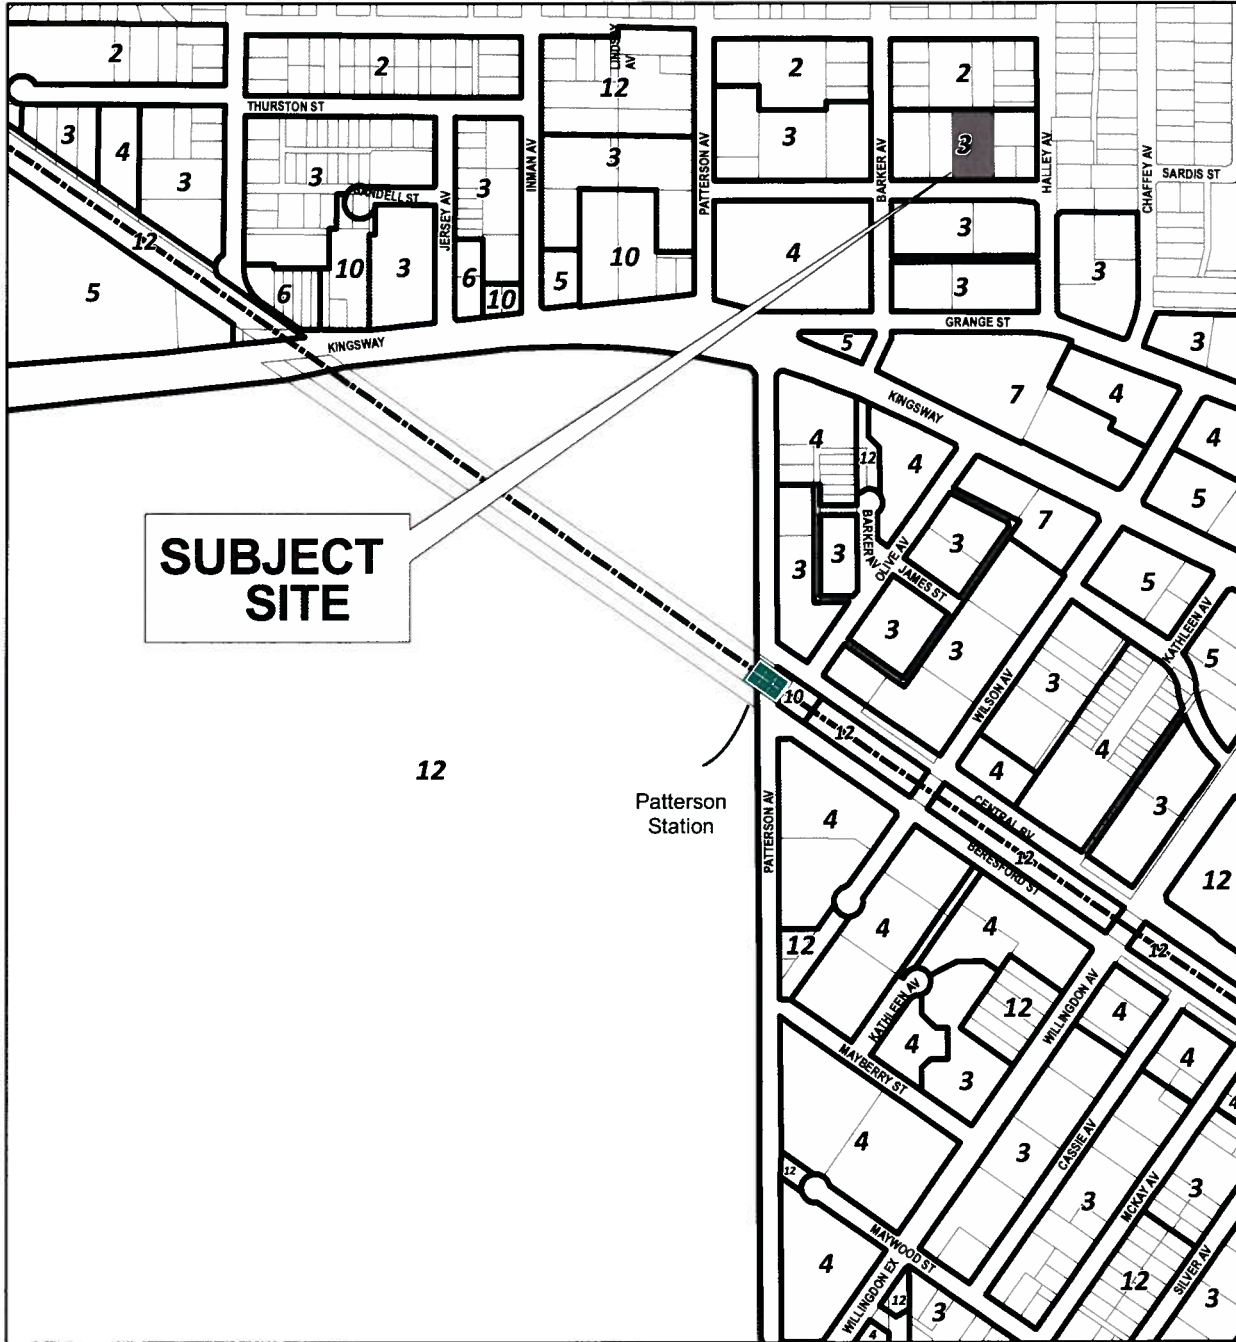 2
2
LINDSAY
AV
12
2
2
THURSTON ST
3
4
3
3
3
INMAN AV
3
PATTERSON AV
3
BARKER AV
3
HALLEY AV
CHAFFEY AV
SARDIS ST
JERSEY AV
12
5
6
10
3
6
10
5
10
4
3
3
3
GRANGE ST
3
KINGSWAY
5
7
4
KINGSWAY
4
12
4
4
5
7
3
3
BARKER AV
OLIVE AV
3
JAMES ST
5
KATHLEEN AV
5
SUBJECT
SITE
3
3
WILSON AV
3
4
10
12
4
3
CENTRAL BV
12
Patterson
Station
PATTERSON AV
4
BERESFORD ST
12
12
12
4
4
12
KATHLEEN AV
12
WILLINGDON AV
4
4
4
4
MAYBERRY ST
3
4
3
CASSIE AV
12
3
MCKAY AV
3
MAYWOOD ST
4
WILLINGDON EX
12
3
4
12
SILVER AV
3